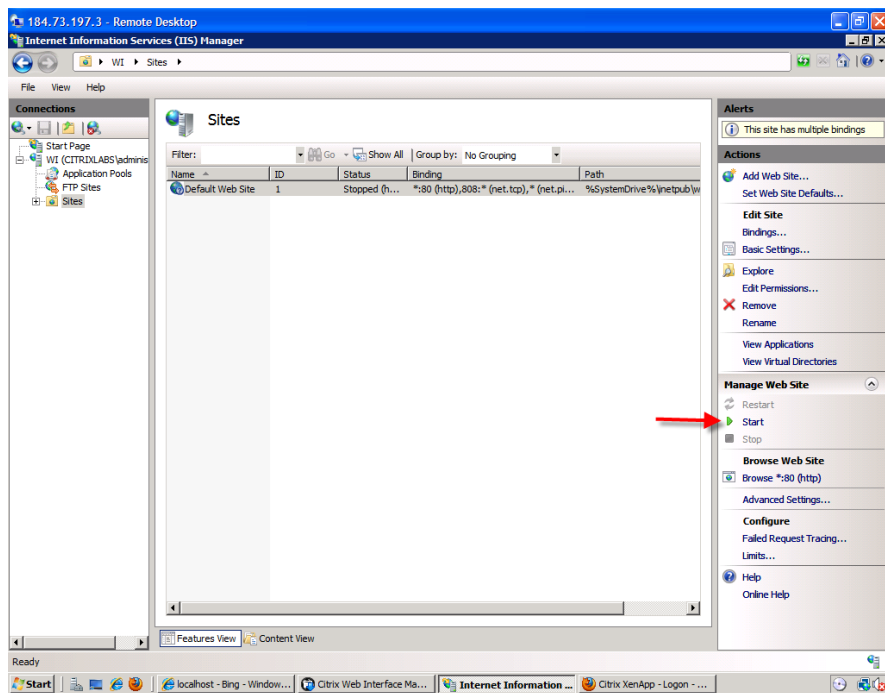 184.73.197.3 - Remote Desktop
Internet Information Services (IIS) Manager
WI Sites
File View Help
Connections
Start Page
WI (CITRIXLABS\adminis
Application Pools
FTP Sites
Sites
Sites
Filter: Go Show All Group by: No Grouping
Name ID Status Binding Path
Default Web Site 1 Stopped (h... *:80 (http),808:* (net.tcp),* (net.pi... %SystemDrive%\inetpub\w
Features View Content View
Alerts
This site has multiple bindings
Actions
Add Web Site...
Set Web Site Defaults...
Edit Site
Bindings...
Basic Settings...
Explore
Edit Permissions...
Remove
Rename
View Applications
View Virtual Directories
Manage Web Site
Restart
Start
Stop
Browse Web Site
Browse *:80 (http)
Advanced Settings...
Configure
Failed Request Tracing...
Limits...
Help
Online Help
Ready
Start localhost - Bing - Window... Citrix Web Interface Ma... Internet Information ... Citrix XenApp - Logon - ...